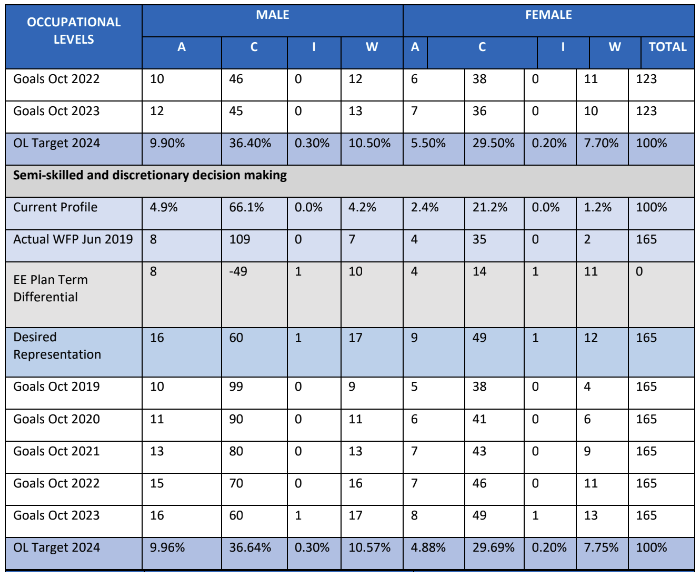 OCCUPATIONAL LEVELS MALE FEMALE
A C I W A C I W TOTAL
Goals Oct 2022 10 46 0 12 6 38 0 11 123
Goals Oct 2023 12 45 0 13 7 36 0 10 123
OL Target 2024 9.90% 36.40% 0.30% 10.50% 5.50% 29.50% 0.20% 7.70% 100%
Semi-skilled and discretionary decision making
Current Profile 4.9% 66.1% 0.0% 4.2% 2.4% 21.2% 0.0% 1.2% 100%
Actual WFP Jun 2019 8 109 0 7 4 35 0 2 165
EE Plan Term Differential 8 -49 1 10 4 14 1 11 0
Desired Representation 16 60 1 17 9 49 1 12 165
Goals Oct 2019 10 99 0 9 5 38 0 4 165
Goals Oct 2020 11 90 0 11 6 41 0 6 165
Goals Oct 2021 13 80 0 13 7 43 0 9 165
Goals Oct 2022 15 70 0 16 7 46 0 11 165
Goals Oct 2023 16 60 1 17 8 49 1 13 165
OL Target 2024 9.96% 36.64% 0.30% 10.57% 4.88% 29.69% 0.20% 7.75% 100%